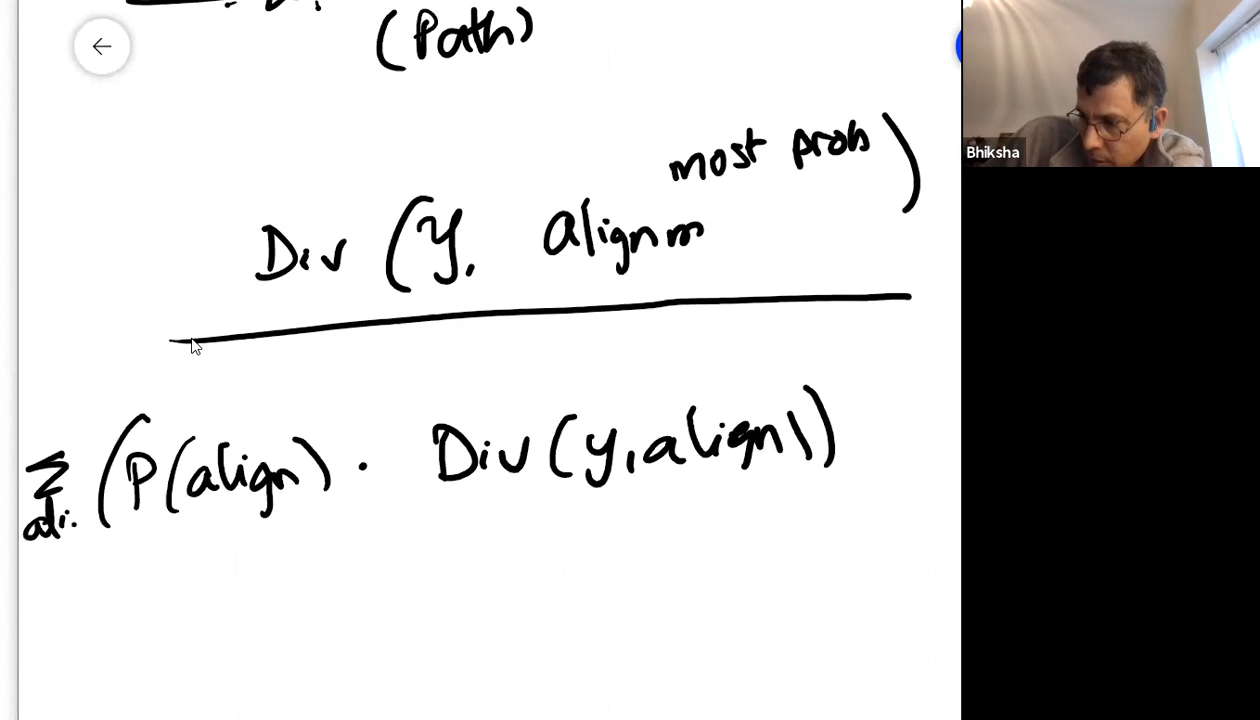 (Path)
most prob
Div (Y, alignm )
Σ (P(align) · Div (y, align))
ali.
Bhiksha